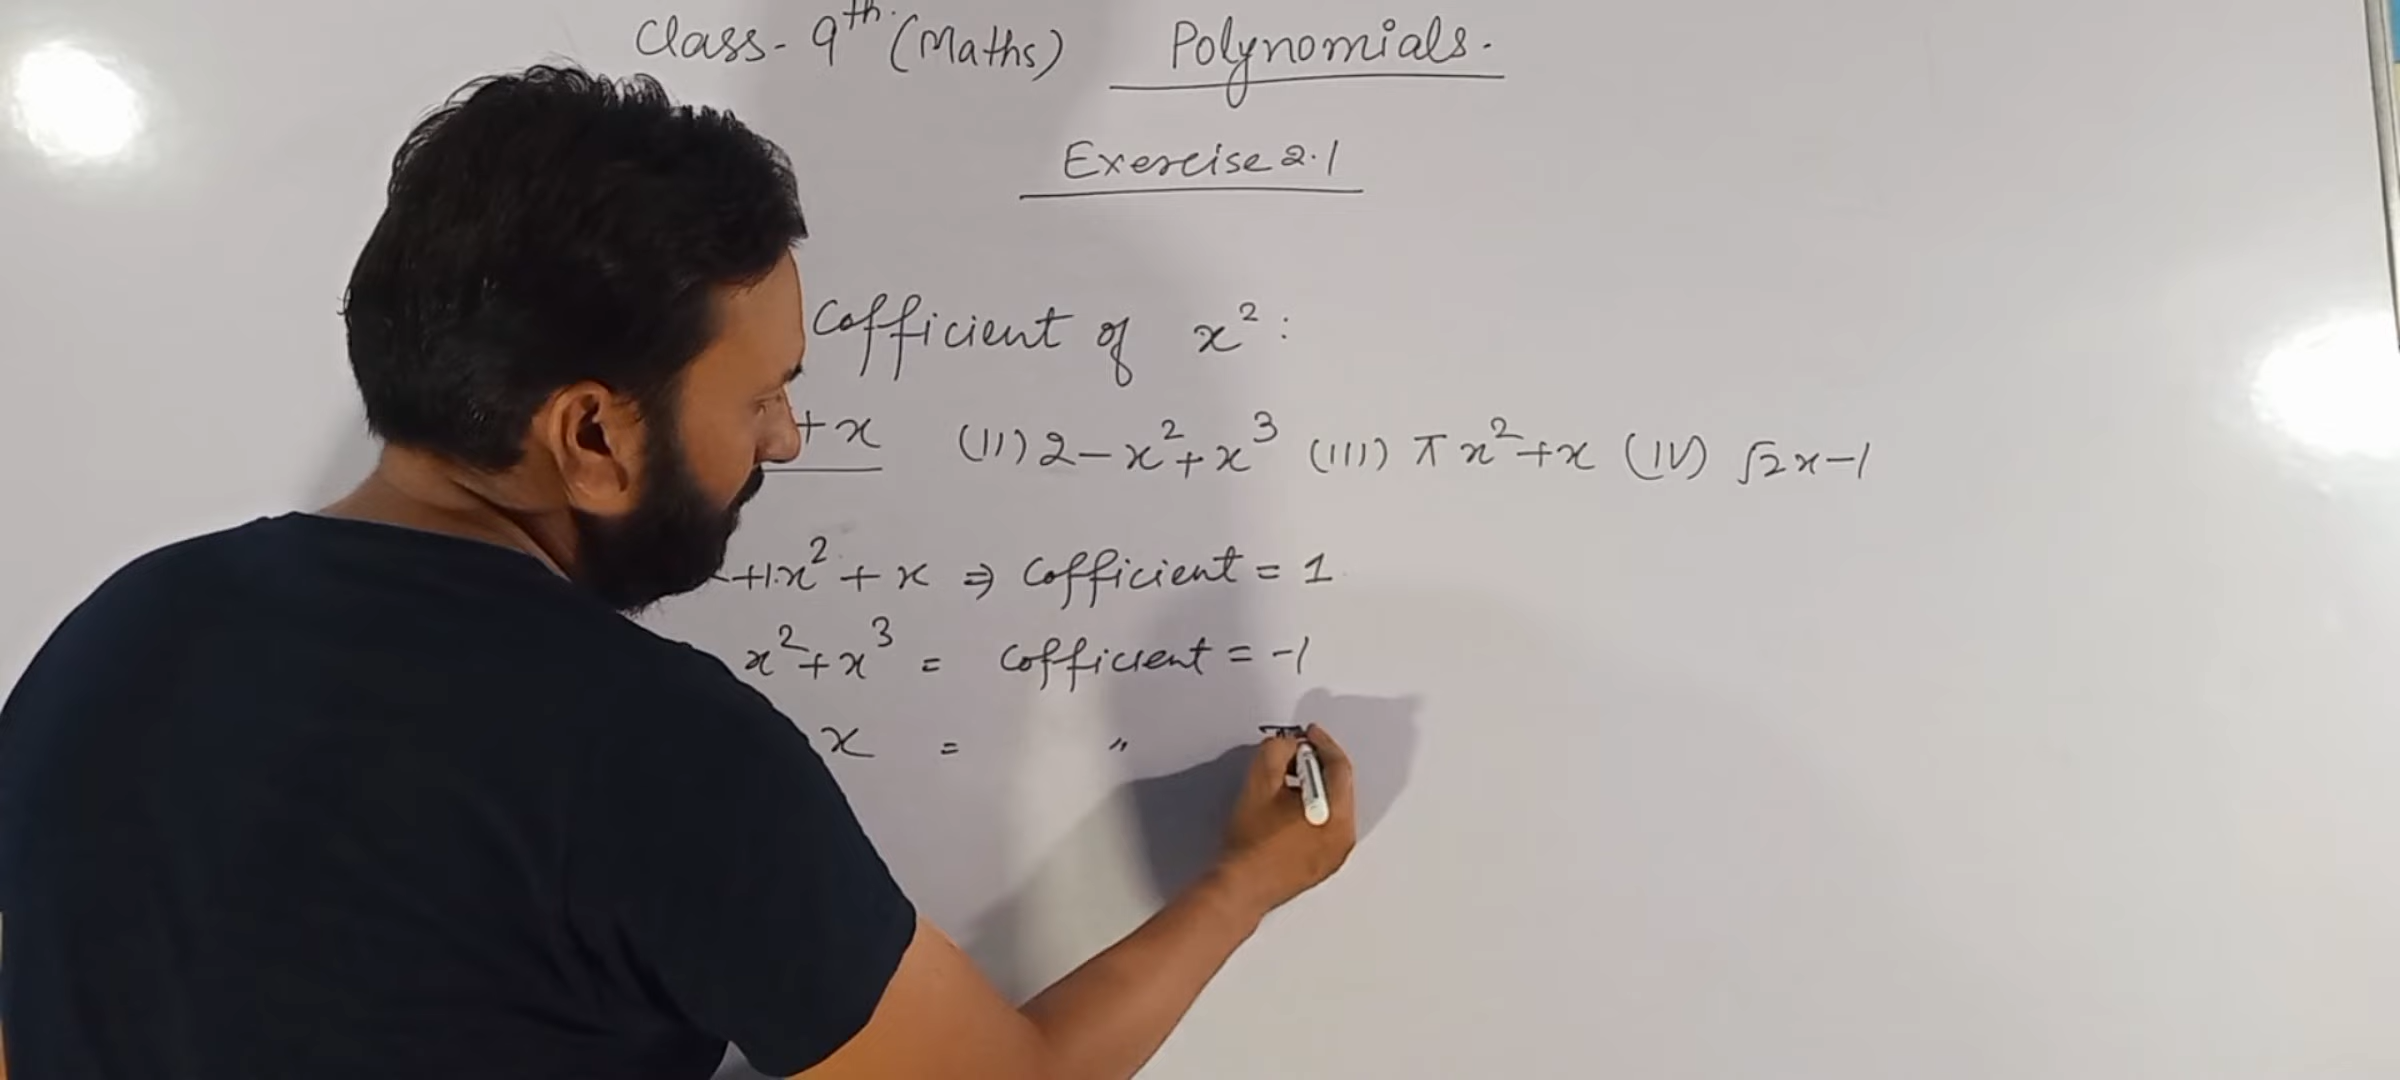 Class-9th (Maths) Polynomials.
Exercise 2.1
Cofficient of x²:
+x (II) 2-x²+x³ (III) πx²+x (IV) √2x-1
+1.x²+x ⇒ Cofficient = 1
x²+x³ = Cofficient = -1
x = " π